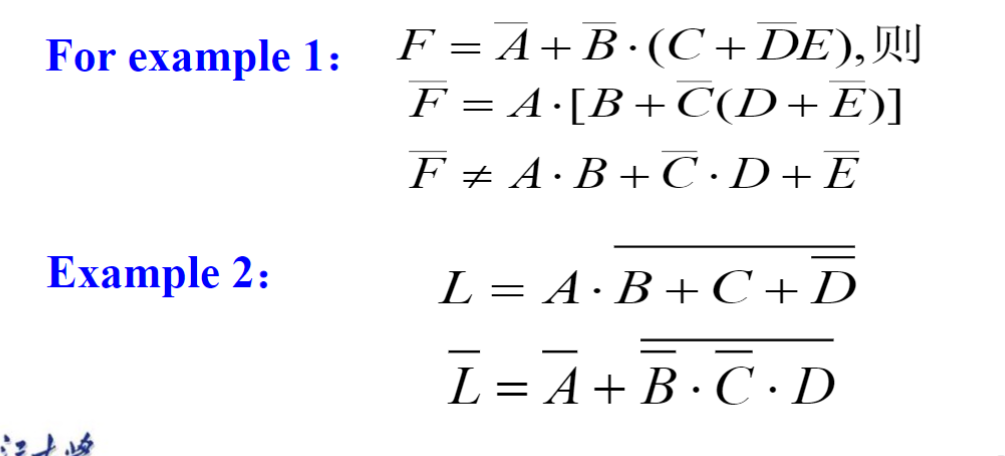 For example 1: $F = \overline{A} + \overline{B} \cdot (C + \overline{D}E)$,则
$\overline{F} = A \cdot [B + \overline{C}(D + \overline{E})]$
$\overline{F} \neq A \cdot B + \overline{C} \cdot D + \overline{E}$
Example 2: $L = A \cdot \overline{B + C + \overline{D}}$
$\overline{L} = \overline{A} + \overline{\overline{B} \cdot \overline{C} \cdot D}$